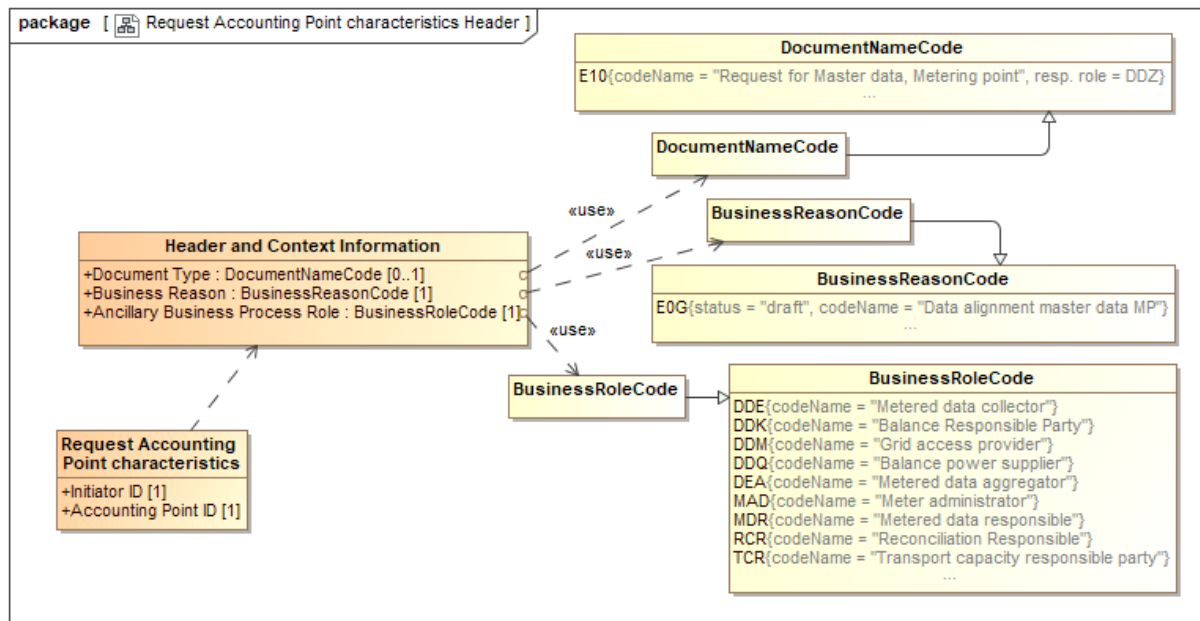 package [ Request Accounting Point characteristics Header ]
DocumentNameCode
E10{codeName = "Request for Master data, Metering point", resp. role = DDZ}
...
DocumentNameCode
«use»
BusinessReasonCode
«use»
Header and Context Information
+Document Type : DocumentNameCode [0..1]
+Business Reason : BusinessReasonCode [1]
+Ancillary Business Process Role : BusinessRoleCode [1]
BusinessReasonCode
E0G{status = "draft", codeName = "Data alignment master data MP"}
...
«use»
BusinessRoleCode
BusinessRoleCode
DDE{codeName = "Metered data collector"}
DDK{codeName = "Balance Responsible Party"}
DDM{codeName = "Grid access provider"}
DDQ{codeName = "Balance power supplier"}
DEA{codeName = "Metered data aggregator"}
MAD{codeName = "Meter administrator"}
MDR{codeName = "Metered data responsible"}
RCR{codeName = "Reconciliation Responsible"}
TCR{codeName = "Transport capacity responsible party"}
...
Request Accounting
Point characteristics
+Initiator ID [1]
+Accounting Point ID [1]